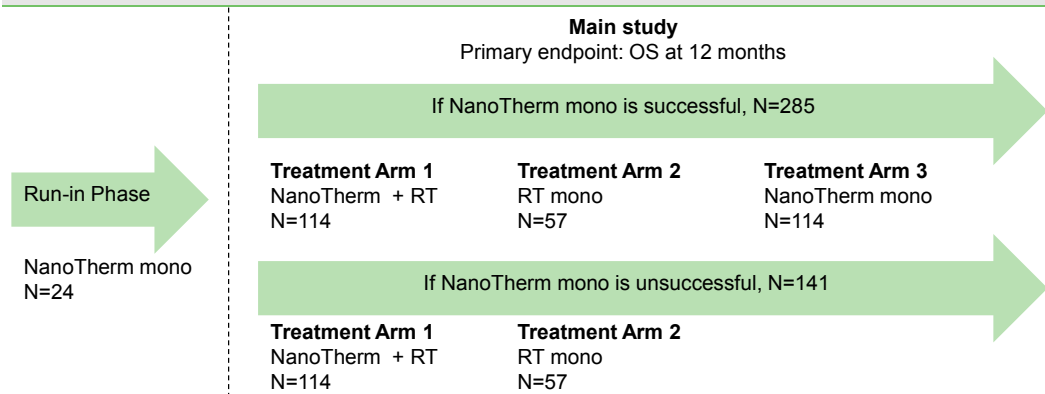 Main study
Primary endpoint: OS at 12 months
If NanoTherm mono is successful, N=285
Run-in Phase
NanoTherm mono
N=24
Treatment Arm 1
NanoTherm + RT
N=114
Treatment Arm 2
RT mono
N=57
Treatment Arm 3
NanoTherm mono
N=114
If NanoTherm mono is unsuccessful, N=141
Treatment Arm 1
NanoTherm + RT
N=114
Treatment Arm 2
RT mono
N=57